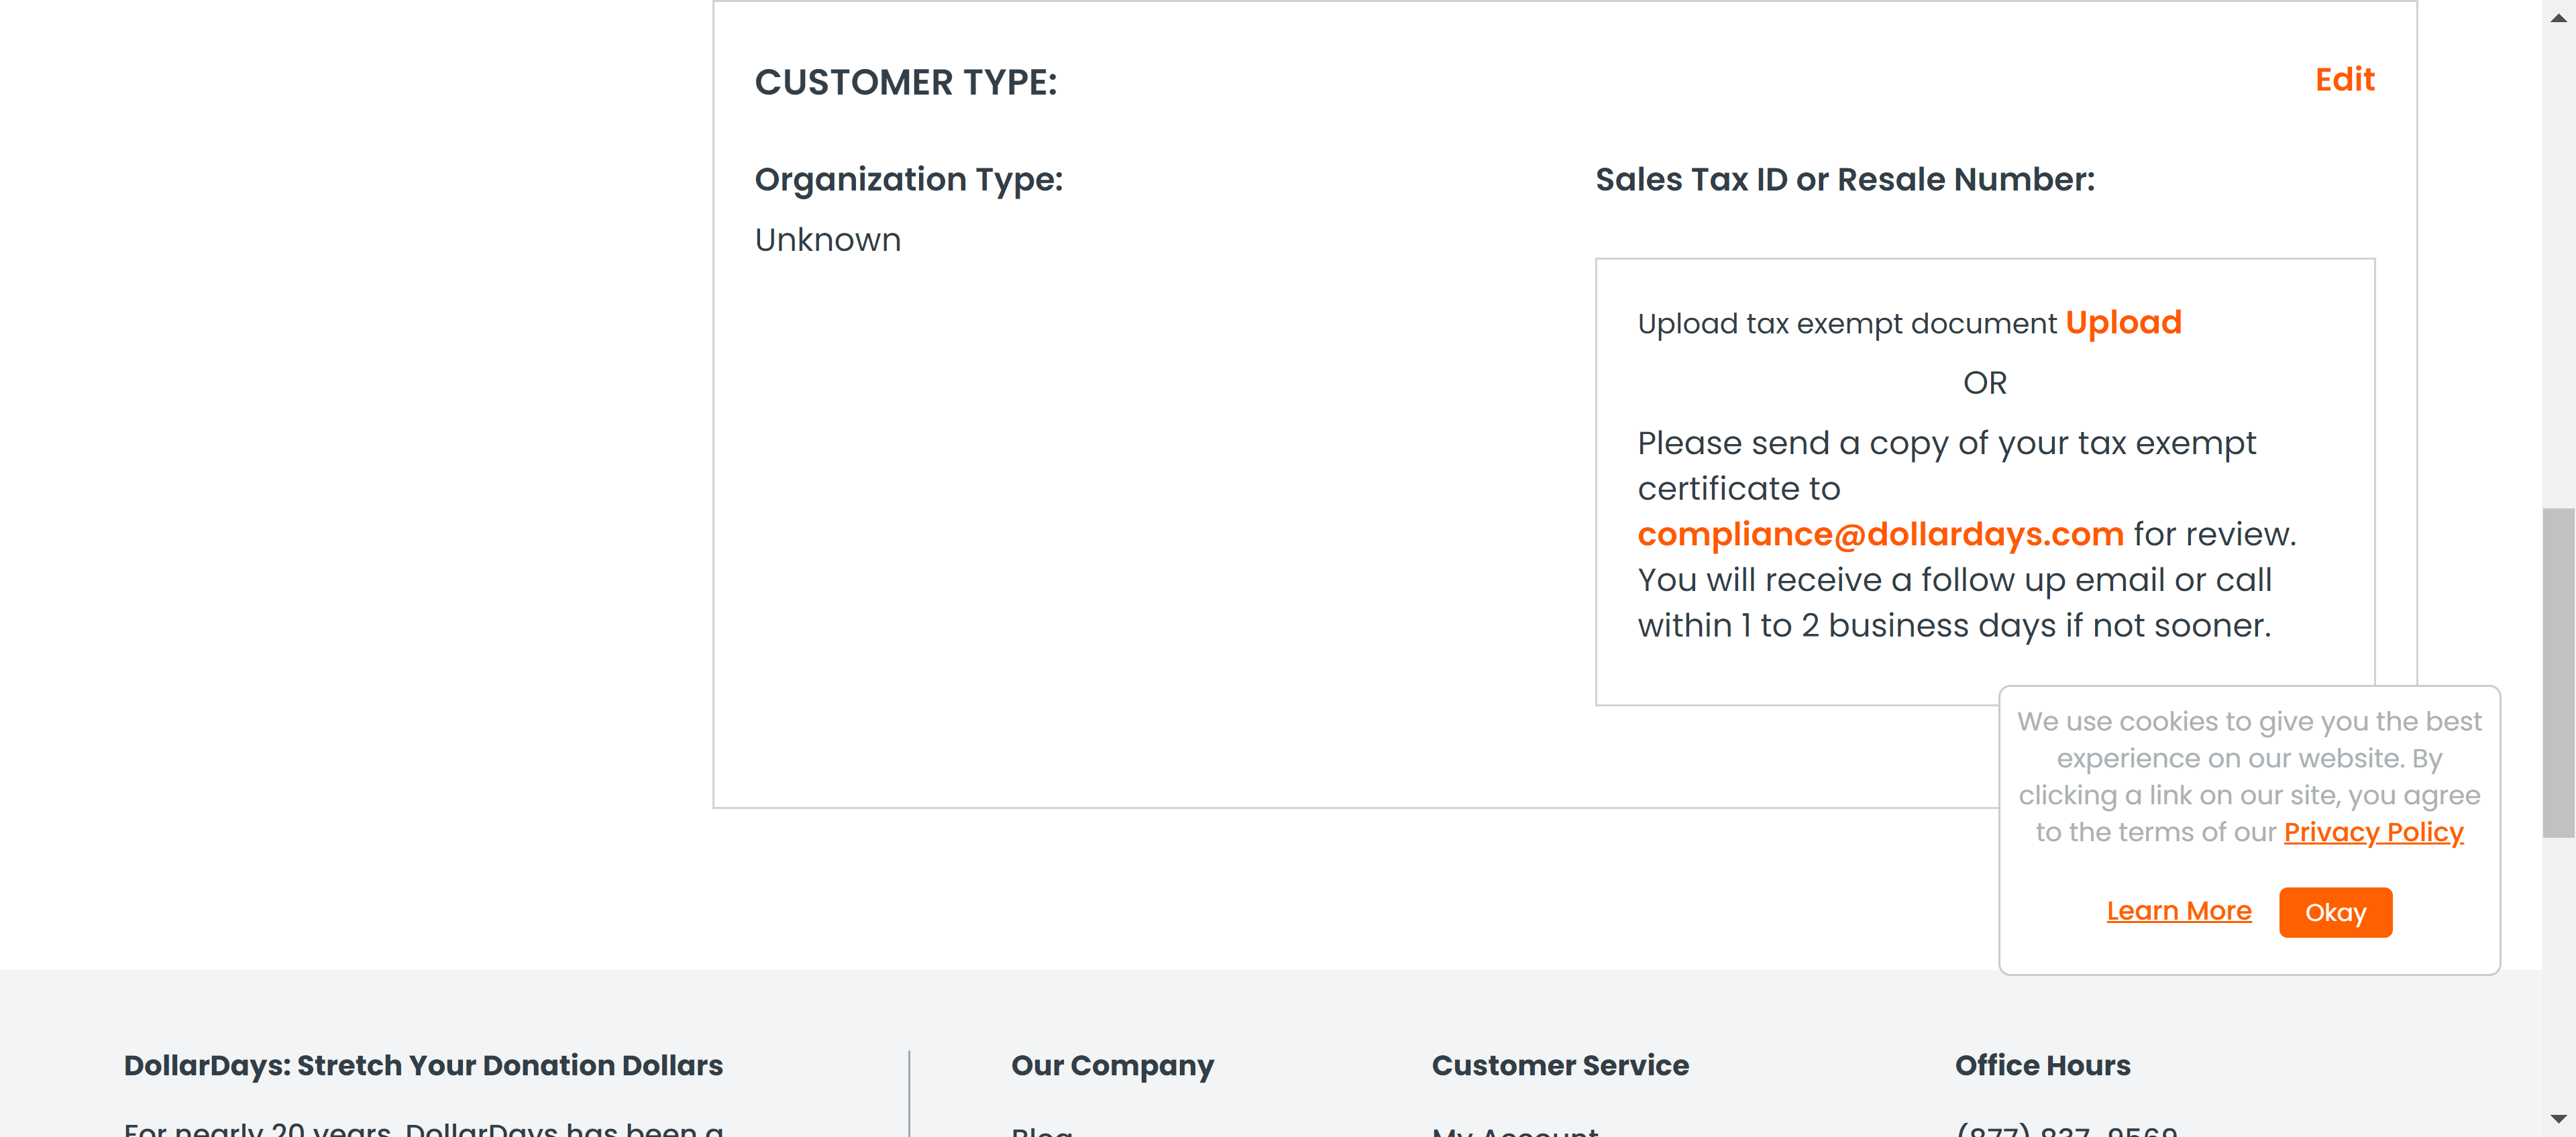 CUSTOMER TYPE:
Edit
Organization Type:
Unknown
Sales Tax ID or Resale Number:
Upload tax exempt document Upload
OR
Please send a copy of your tax exempt
certificate to
compliance@dollardays.com for review.
You will receive a follow up email or call
within 1 to 2 business days if not sooner.
We use cookies to give you the best
experience on our website. By
clicking a link on our site, you agree
to the terms of our Privacy Policy
Learn More
Okay
DollarDays: Stretch Your Donation Dollars
For nearly 20 years, DollarDays has been a
Our Company
Blog
Customer Service
My Account
Office Hours
(877) 837-9569